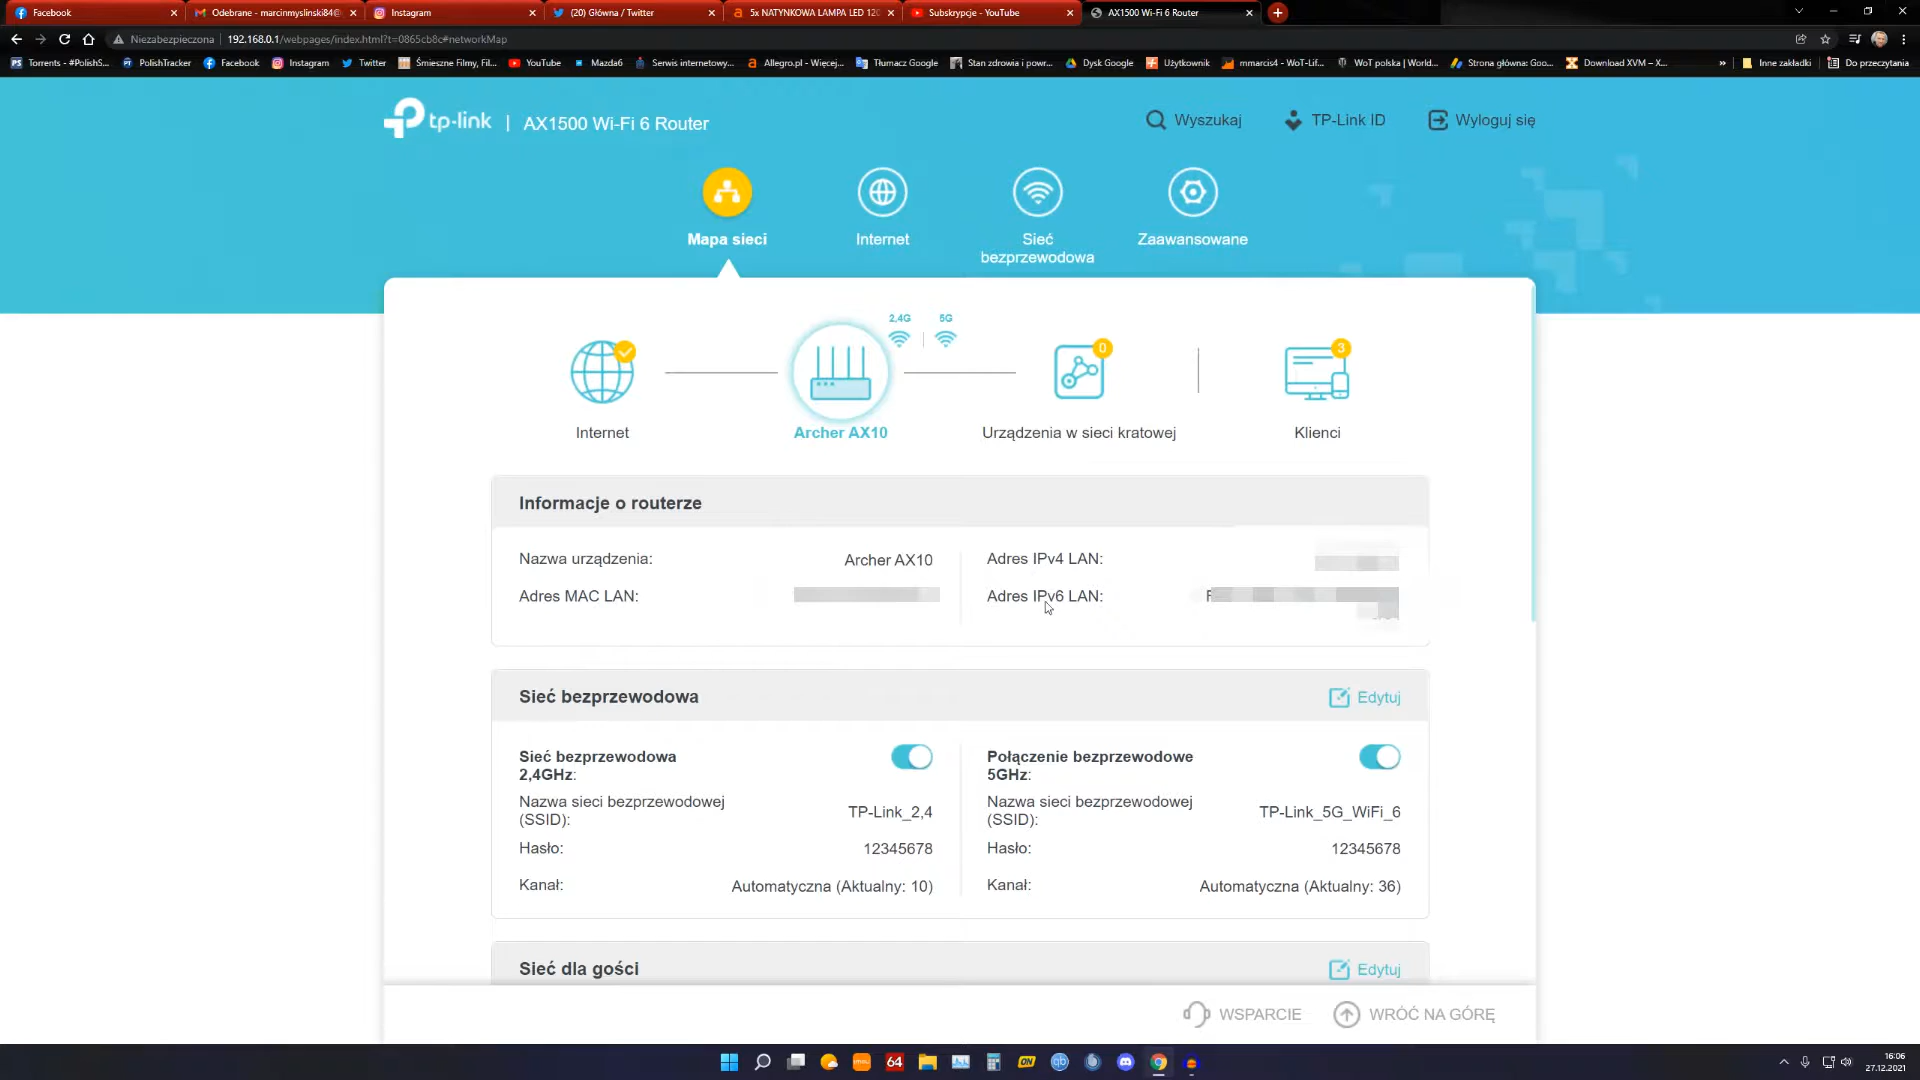 Facebook
Odebrane - marcinmyslinski84@
Instagram
(20) Główna / Twitter
5x NATYNKOWA LAMPA LED 120
Subskrypcje - YouTube
AX1500 Wi-Fi 6 Router
Niezabezpieczona | 192.168.0.1/webpages/index.html?t=0865cb8c#networkMap
Torrents - #PolishS...
PolishTracker
Facebook
Instagram
Twitter
Śmieszne Filmy, Fil...
YouTube
Mazda6
Serwis internetowy...
Allegro.pl - Więcej...
Tłumacz Google
Stan zdrowia i powr...
Dysk Google
Użytkownik
mmarcis4 - WoT-Lif...
WoT polska | World...
Strona główna: Goo...
Download XVM – X...
»
Inne zakładki
Do przeczytania
tp-link | AX1500 Wi-Fi 6 Router
Wyszukaj
TP-Link ID
Wyloguj się
Mapa sieci
Internet
Sieć
bezprzewodowa
Zaawansowane
2,4G
5G
0
3
Internet
Archer AX10
Urządzenia w sieci kratowej
Klienci
Informacje o routerze
Nazwa urządzenia: Archer AX10
Adres IPv4 LAN:
Adres MAC LAN:
Adres IPv6 LAN:
Sieć bezprzewodowa
Edytuj
Sieć bezprzewodowa
2,4GHz:
Nazwa sieci bezprzewodowej
(SSID):
TP-Link_2,4
Hasło: 12345678
Kanał: Automatyczna (Aktualny: 10)
Połączenie bezprzewodowe
5GHz:
Nazwa sieci bezprzewodowej
(SSID):
TP-Link_5G_WiFi_6
Hasło: 12345678
Kanał: Automatyczna (Aktualny: 36)
Sieć dla gości
Edytuj
WSPARCIE
WRÓĆ NA GÓRĘ
64
ON
qb
16:06
27.12.2021